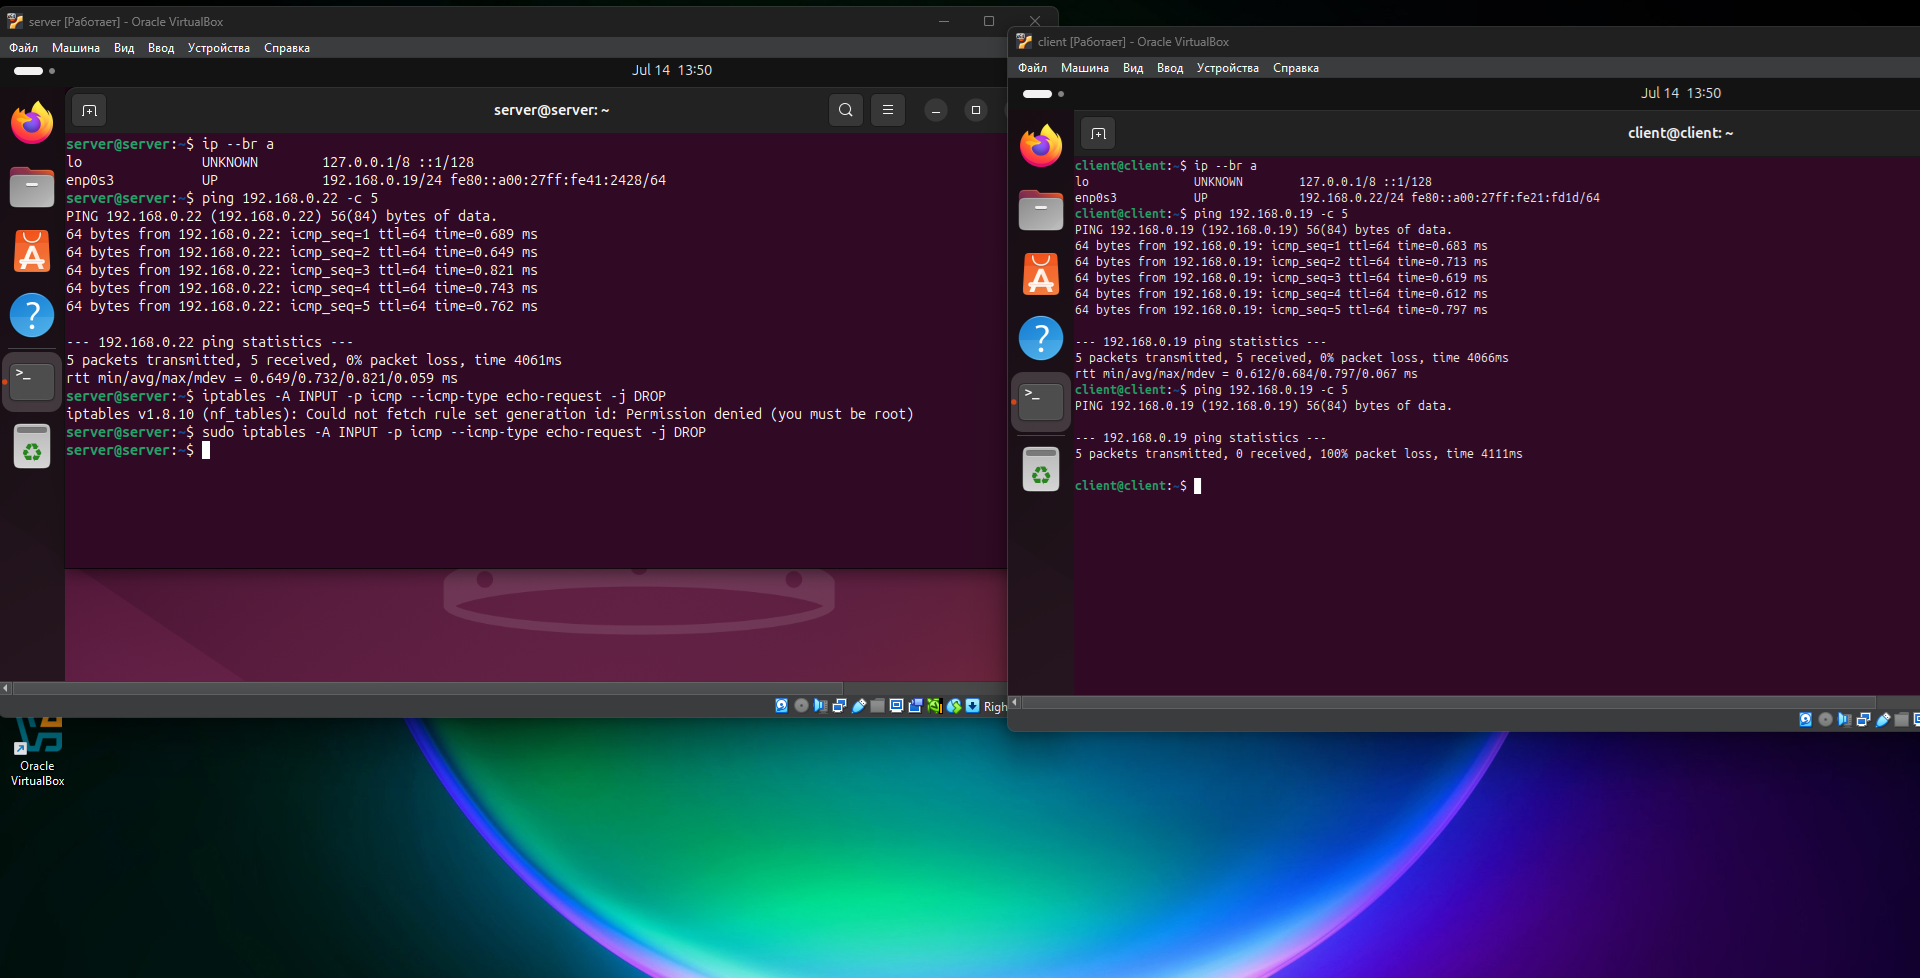 server [Работает] - Oracle VirtualBox
Файл Машина Вид Ввод Устройства Справка
Jul 14 13:50
server@server: ~
server@server:~$ ip --br a
lo UNKNOWN 127.0.0.1/8 ::1/128
enp0s3 UP 192.168.0.19/24 fe80::a00:27ff:fe41:2428/64
server@server:~$ ping 192.168.0.22 -c 5
PING 192.168.0.22 (192.168.0.22) 56(84) bytes of data.
64 bytes from 192.168.0.22: icmp_seq=1 ttl=64 time=0.689 ms
64 bytes from 192.168.0.22: icmp_seq=2 ttl=64 time=0.649 ms
64 bytes from 192.168.0.22: icmp_seq=3 ttl=64 time=0.821 ms
64 bytes from 192.168.0.22: icmp_seq=4 ttl=64 time=0.743 ms
64 bytes from 192.168.0.22: icmp_seq=5 ttl=64 time=0.762 ms
--- 192.168.0.22 ping statistics ---
5 packets transmitted, 5 received, 0% packet loss, time 4061ms
rtt min/avg/max/mdev = 0.649/0.732/0.821/0.059 ms
server@server:~$ iptables -A INPUT -p icmp --icmp-type echo-request -j DROP
iptables v1.8.10 (nf_tables): Could not fetch rule set generation id: Permission denied (you must be root)
server@server:~$ sudo iptables -A INPUT -p icmp --icmp-type echo-request -j DROP
server@server:~$
Righ
Oracle
VirtualBox
client [Работает] - Oracle VirtualBox
Файл Машина Вид Ввод Устройства Справка
Jul 14 13:50
client@client: ~
client@client:~$ ip --br a
lo UNKNOWN 127.0.0.1/8 ::1/128
enp0s3 UP 192.168.0.22/24 fe80::a00:27ff:fe21:fd1d/64
client@client:~$ ping 192.168.0.19 -c 5
PING 192.168.0.19 (192.168.0.19) 56(84) bytes of data.
64 bytes from 192.168.0.19: icmp_seq=1 ttl=64 time=0.683 ms
64 bytes from 192.168.0.19: icmp_seq=2 ttl=64 time=0.713 ms
64 bytes from 192.168.0.19: icmp_seq=3 ttl=64 time=0.619 ms
64 bytes from 192.168.0.19: icmp_seq=4 ttl=64 time=0.612 ms
64 bytes from 192.168.0.19: icmp_seq=5 ttl=64 time=0.797 ms
--- 192.168.0.19 ping statistics ---
5 packets transmitted, 5 received, 0% packet loss, time 4066ms
rtt min/avg/max/mdev = 0.612/0.684/0.797/0.067 ms
client@client:~$ ping 192.168.0.19 -c 5
PING 192.168.0.19 (192.168.0.19) 56(84) bytes of data.
--- 192.168.0.19 ping statistics ---
5 packets transmitted, 0 received, 100% packet loss, time 4111ms
client@client:~$